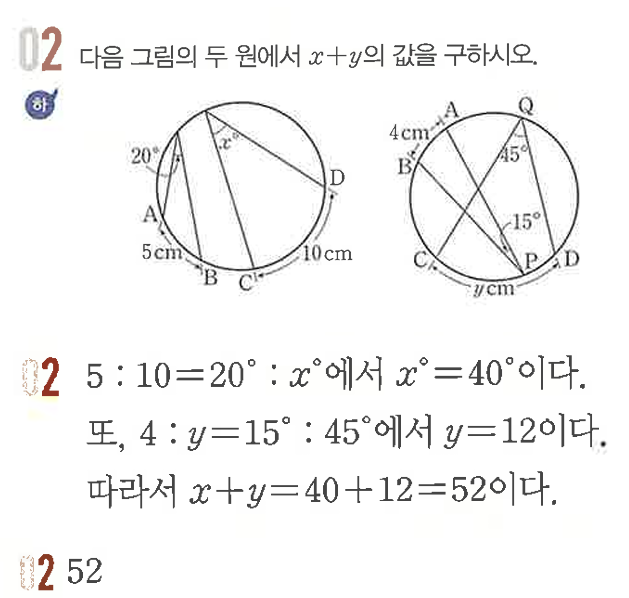 02 다음 그림의 두 원에서 x+y의 값을 구하시오.
하
20°
x°
A
B
C
D
5cm
10cm
A
Q
4cm
B
45°
15°
C
P
D
ycm
02 5 : 10=20° : x°에서 x°=40°이다.
또, 4 : y=15° : 45°에서 y=12이다.
따라서 x+y=40+12=52이다.
02 52